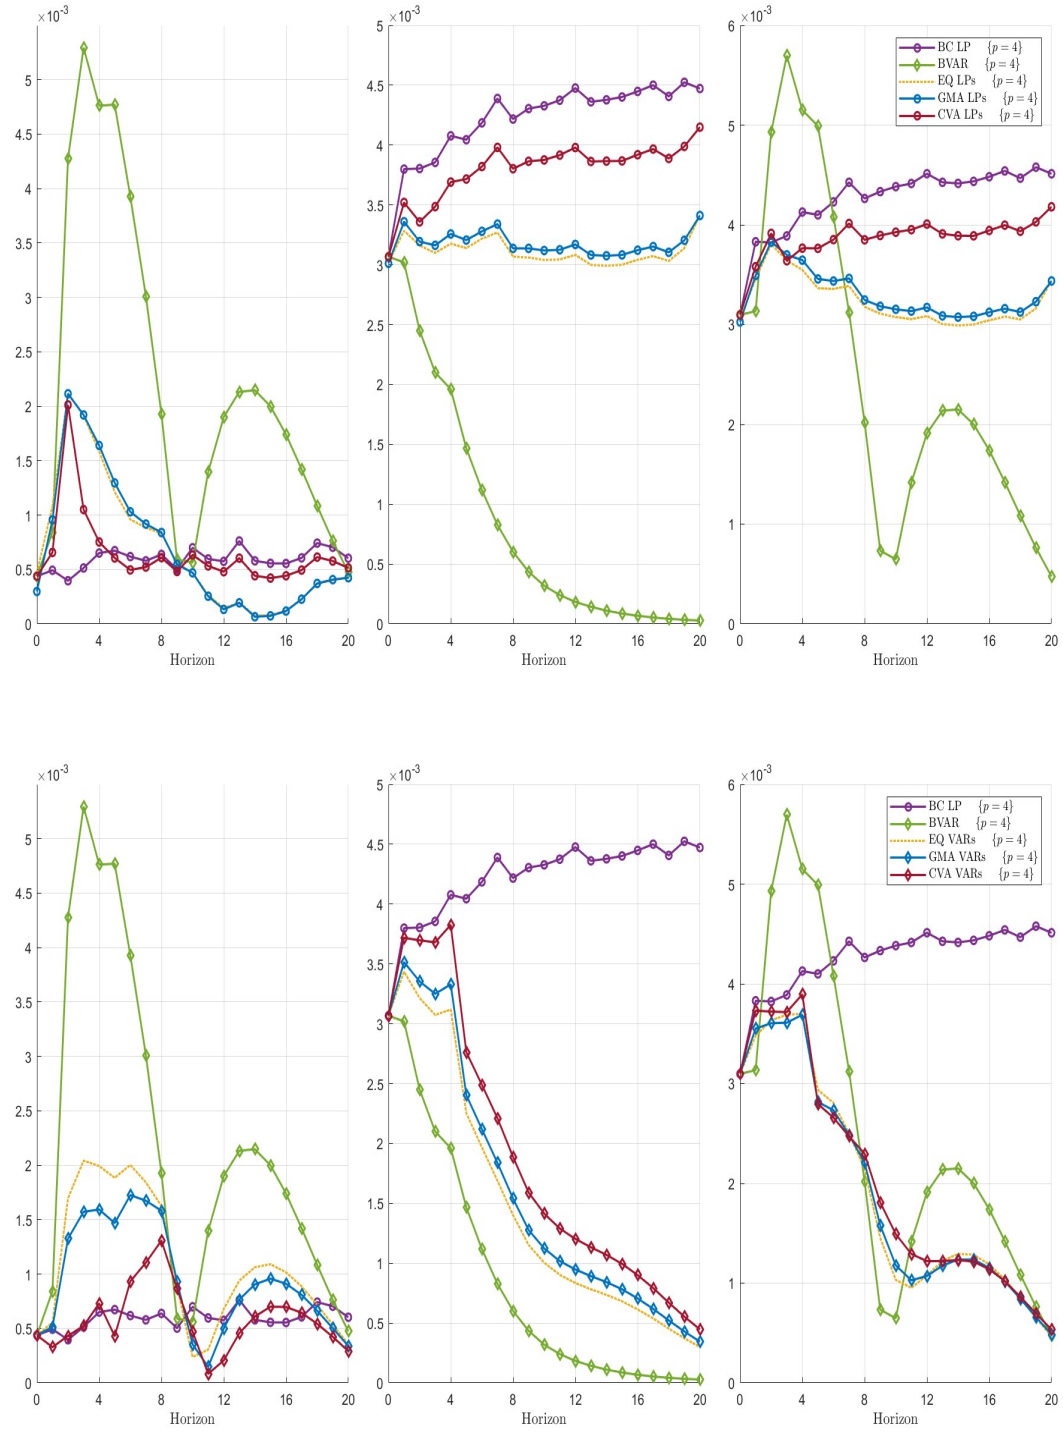 ×10⁻³
5
4.5
4
3.5
3
2.5
2
1.5
1
0.5
0
0 4 8 12 16 20
Horizon
×10⁻³
5
4.5
4
3.5
3
2.5
2
1.5
1
0.5
0
0 4 8 12 16 20
Horizon
×10⁻³
6
5
4
3
2
1
0
0 4 8 12 16 20
Horizon
BC LP {p = 4}
BVAR {p = 4}
EQ LPs {p = 4}
GMA LPs {p = 4}
CVA LPs {p = 4}
×10⁻³
5
4.5
4
3.5
3
2.5
2
1.5
1
0.5
0
0 4 8 12 16 20
Horizon
×10⁻³
5
4.5
4
3.5
3
2.5
2
1.5
1
0.5
0
0 4 8 12 16 20
Horizon
×10⁻³
6
5
4
3
2
1
0
0 4 8 12 16 20
Horizon
BC LP {p = 4}
BVAR {p = 4}
EQ VARs {p = 4}
GMA VARs {p = 4}
CVA VARs {p = 4}